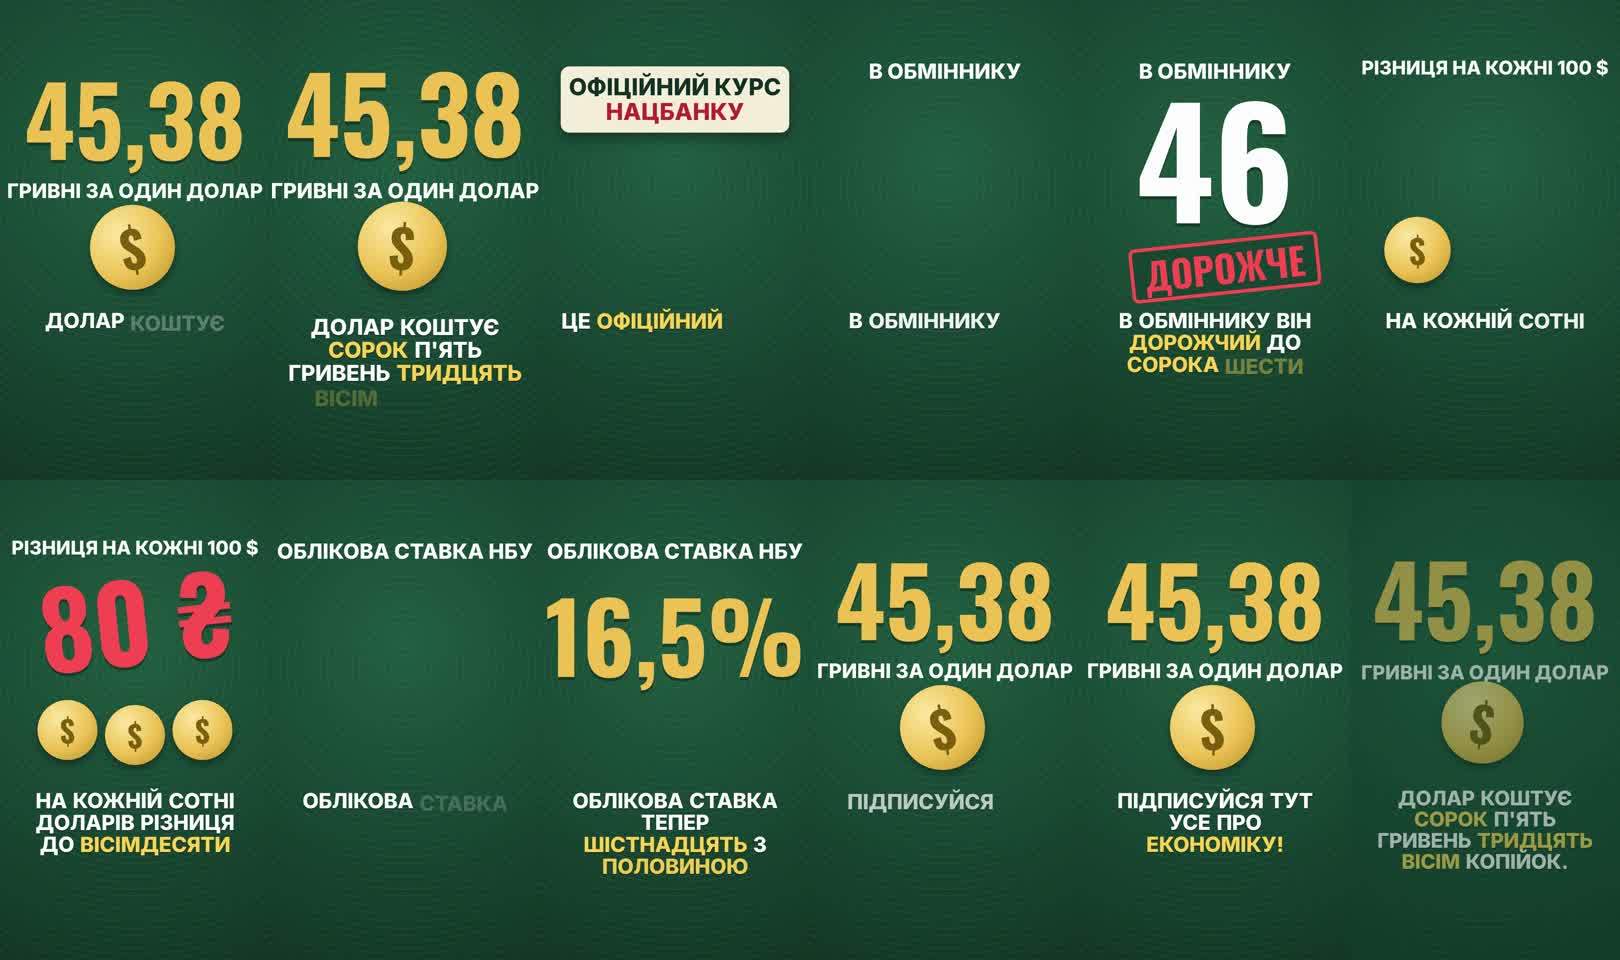 45,38
ГРИВНІ ЗА ОДИН ДОЛАР
$
ДОЛАР КОШТУЄ
45,38
ГРИВНІ ЗА ОДИН ДОЛАР
$
ДОЛАР КОШТУЄ
СОРОК П'ЯТЬ
ГРИВЕНЬ ТРИДЦЯТЬ
ВІСІМ
ОФІЦІЙНИЙ КУРС
НАЦБАНКУ
ЦЕ ОФІЦІЙНИЙ
В ОБМІННИКУ
В ОБМІННИКУ
В ОБМІННИКУ
46
ДОРОЖЧЕ
В ОБМІННИКУ ВІН
ДОРОЖЧИЙ ДО
СОРОКА ШЕСТИ
РІЗНИЦЯ НА КОЖНІ 100 $
$
НА КОЖНІЙ СОТНІ
РІЗНИЦЯ НА КОЖНІ 100 $
80 ₴
$ $ $
НА КОЖНІЙ СОТНІ
ДОЛАРІВ РІЗНИЦЯ
ДО ВІСІМДЕСЯТИ
ОБЛІКОВА СТАВКА НБУ
ОБЛІКОВА СТАВКА
ОБЛІКОВА СТАВКА НБУ
16,5%
ОБЛІКОВА СТАВКА
ТЕПЕР
ШІСТНАДЦЯТЬ З
ПОЛОВИНОЮ
45,38
ГРИВНІ ЗА ОДИН ДОЛАР
$
ПІДПИСУЙСЯ
45,38
ГРИВНІ ЗА ОДИН ДОЛАР
$
ПІДПИСУЙСЯ ТУТ
УСЕ ПРО
ЕКОНОМІКУ!
45,38
ГРИВНІ ЗА ОДИН ДОЛАР
$
ДОЛАР КОШТУЄ
СОРОК П'ЯТЬ
ГРИВЕНЬ ТРИДЦЯТЬ
ВІСІМ КОПІЙОК.